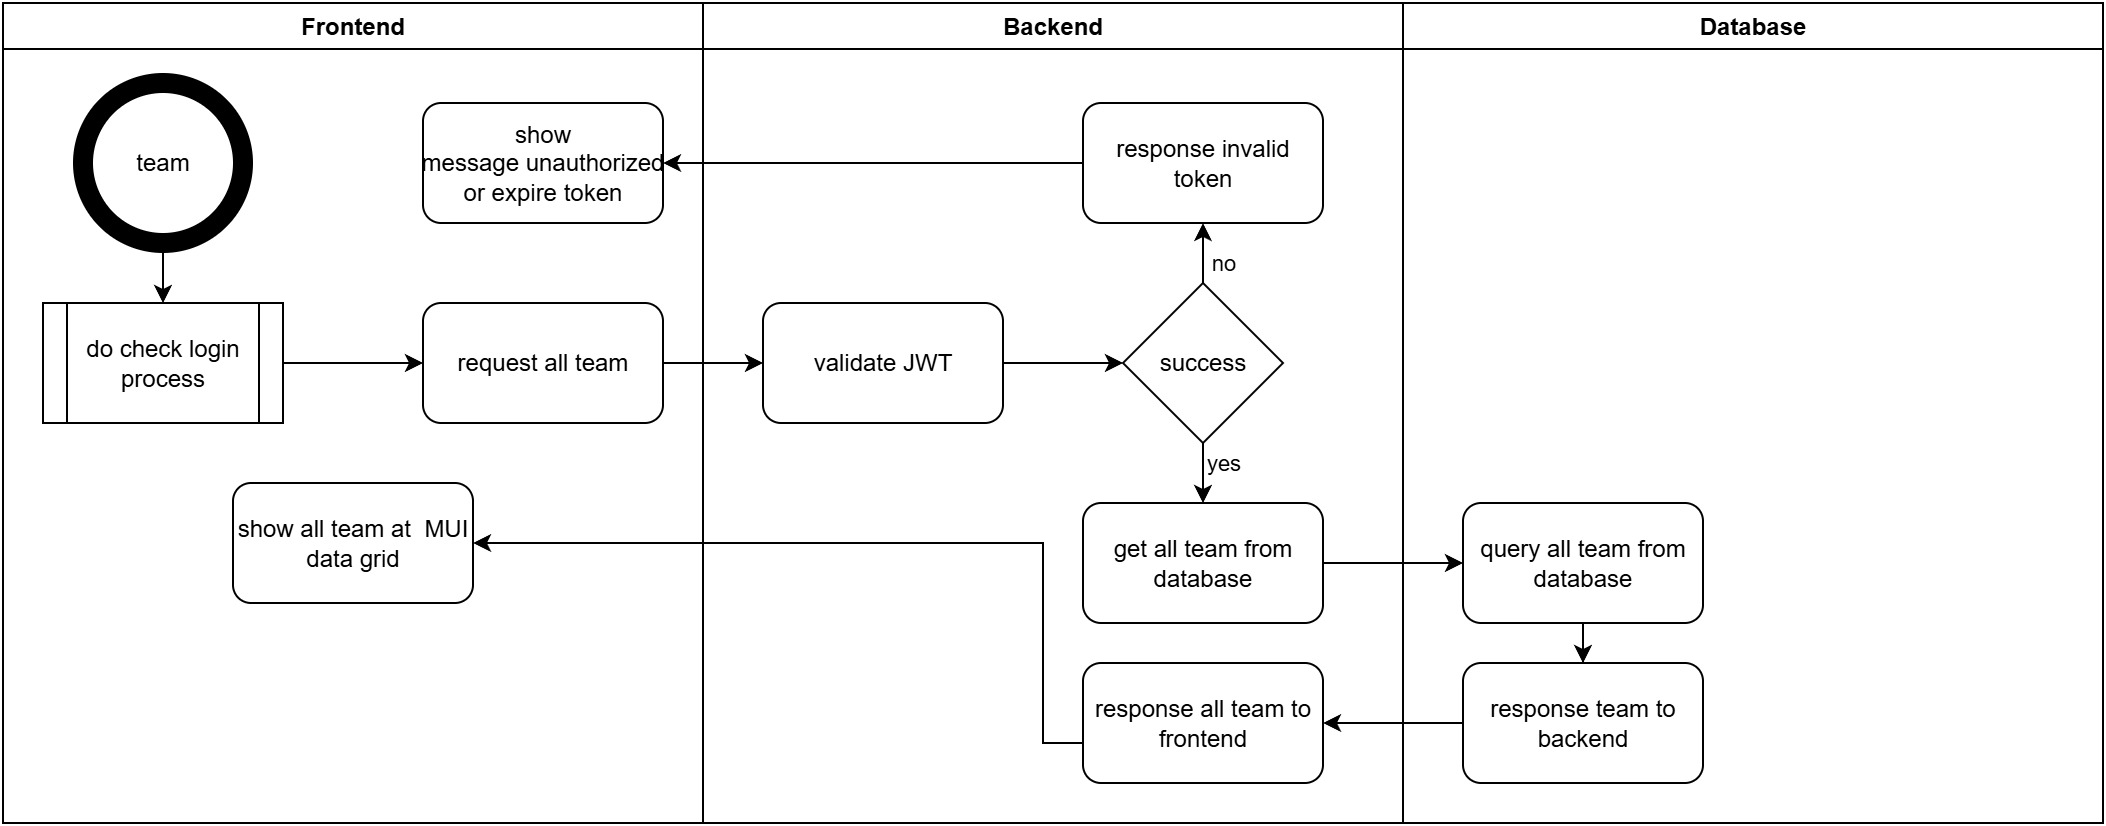 Frontend
Backend
Database
team
show
message unauthorized
or expire token
response invalid
token
no
do check login
process
request all team
validate JWT
success
yes
show all team at  MUI
data grid
get all team from
database
query all team from
database
response all team to
frontend
response team to
backend